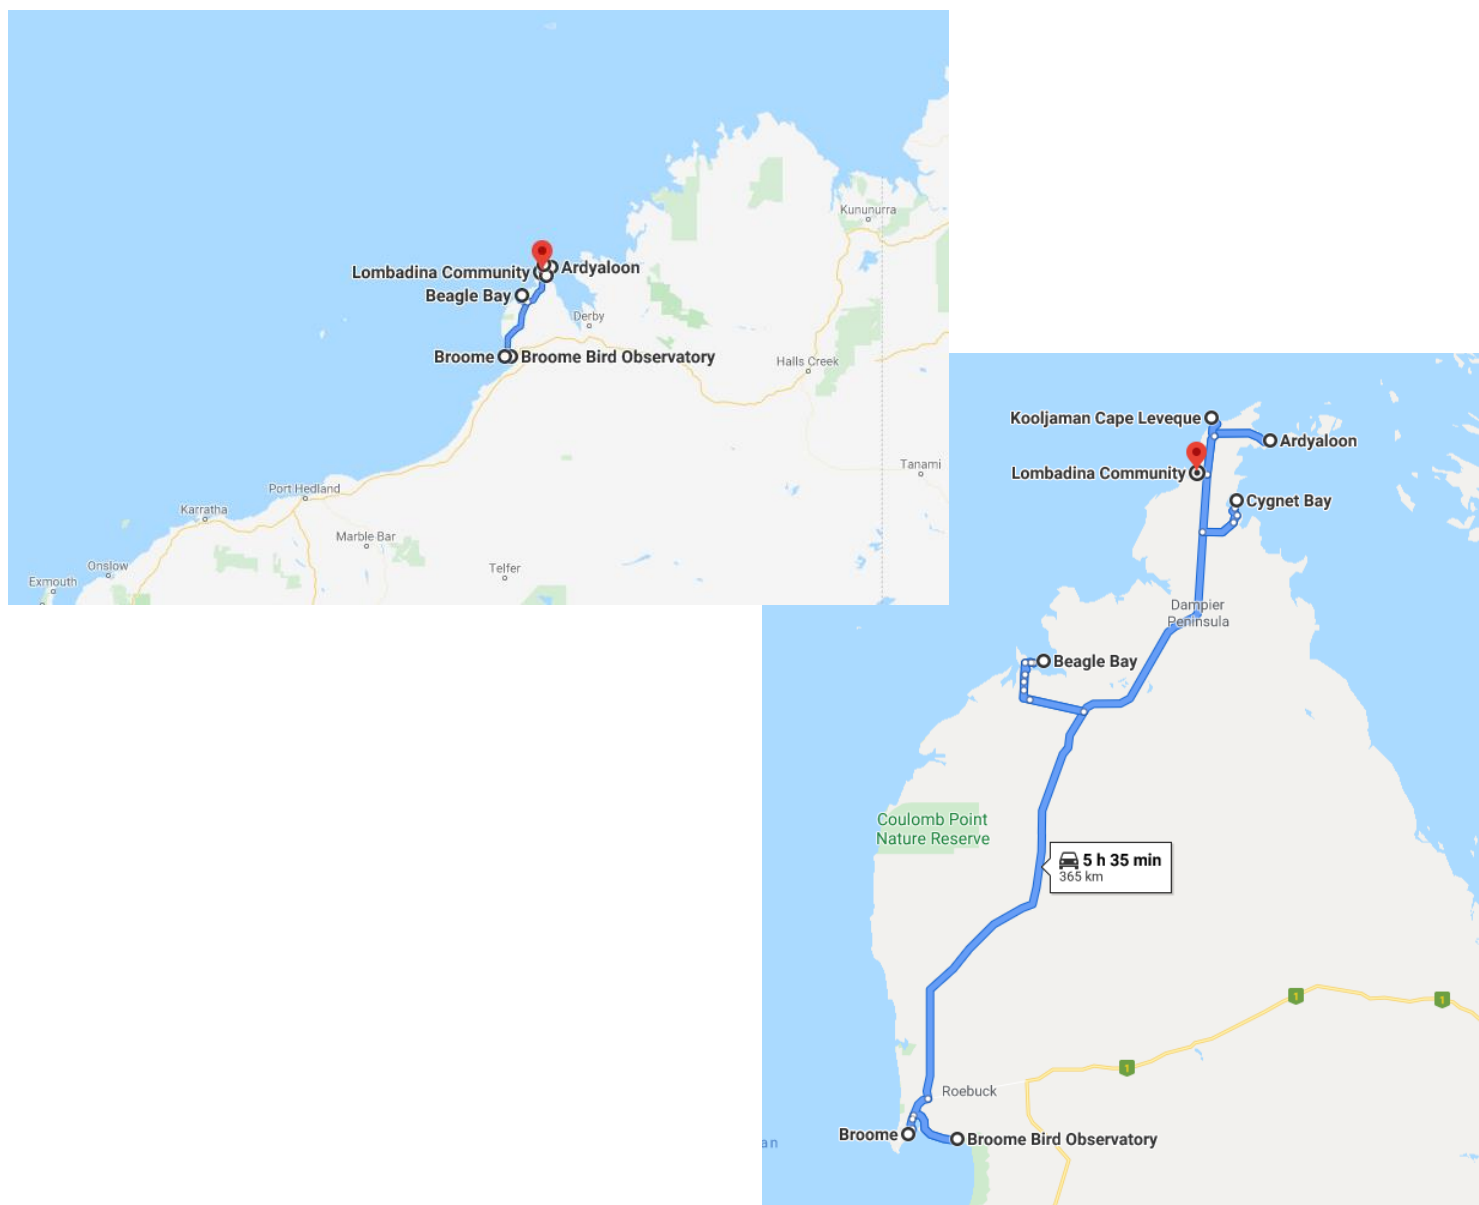 Kununurra
Lombadina Community
Ardyaloon
Beagle Bay
Derby
Broome
Broome Bird Observatory
Halls Creek
Tanami
Port Hedland
Karratha
Marble Bar
Onslow
Telfer
Exmouth
Kooljaman Cape Leveque
Ardyaloon
Lombadina Community
Cygnet Bay
Dampier
Peninsula
Beagle Bay
Coulomb Point
Nature Reserve
5 h 35 min
365 km
1
1
1
Roebuck
Broome
Broome Bird Observatory
an